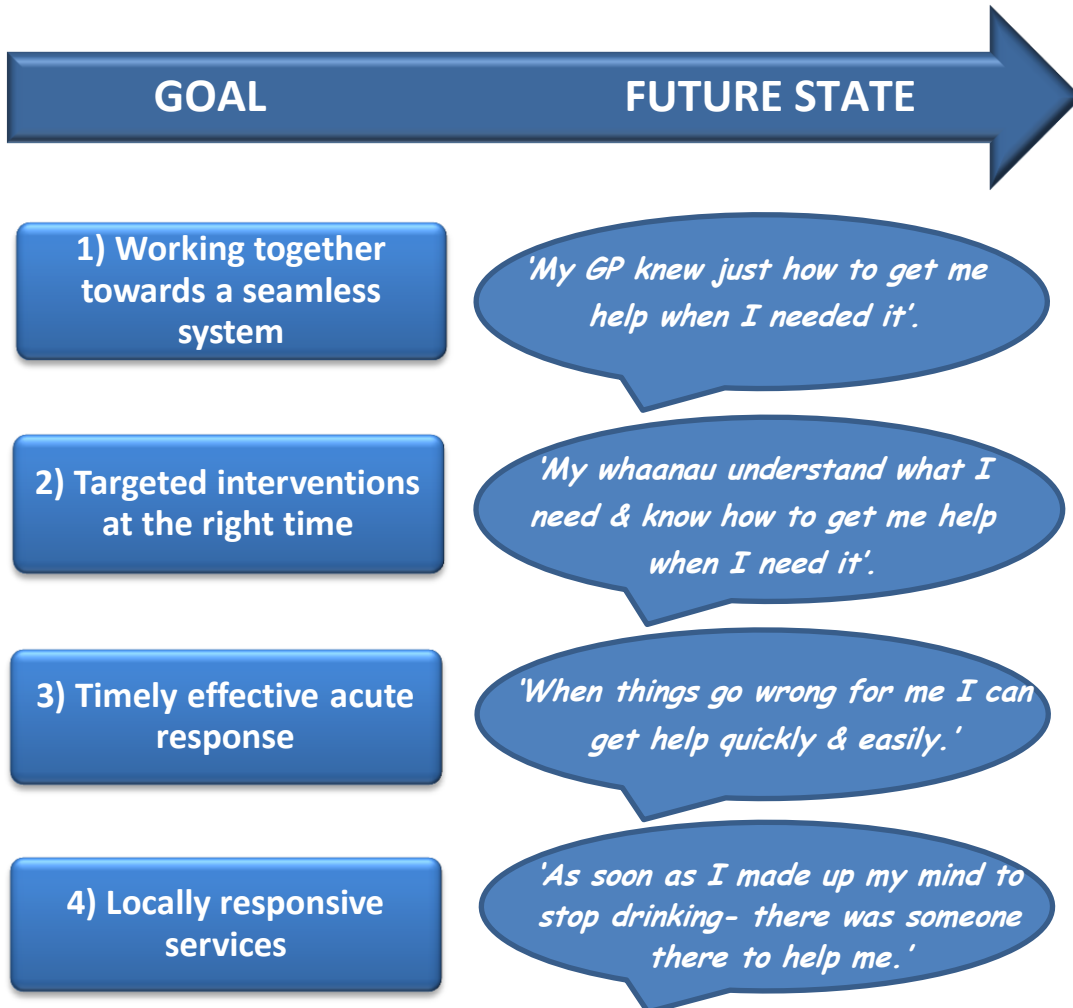 GOAL
FUTURE STATE
1) Working together
towards a seamless
system
'My GP knew just how to get me
help when I needed it'.
2) Targeted interventions
at the right time
'My whaanau understand what I
need & know how to get me help
when I need it'.
3) Timely effective acute
response
'When things go wrong for me I can
get help quickly & easily.'
4) Locally responsive
services
'As soon as I made up my mind to
stop drinking- there was someone
there to help me.'